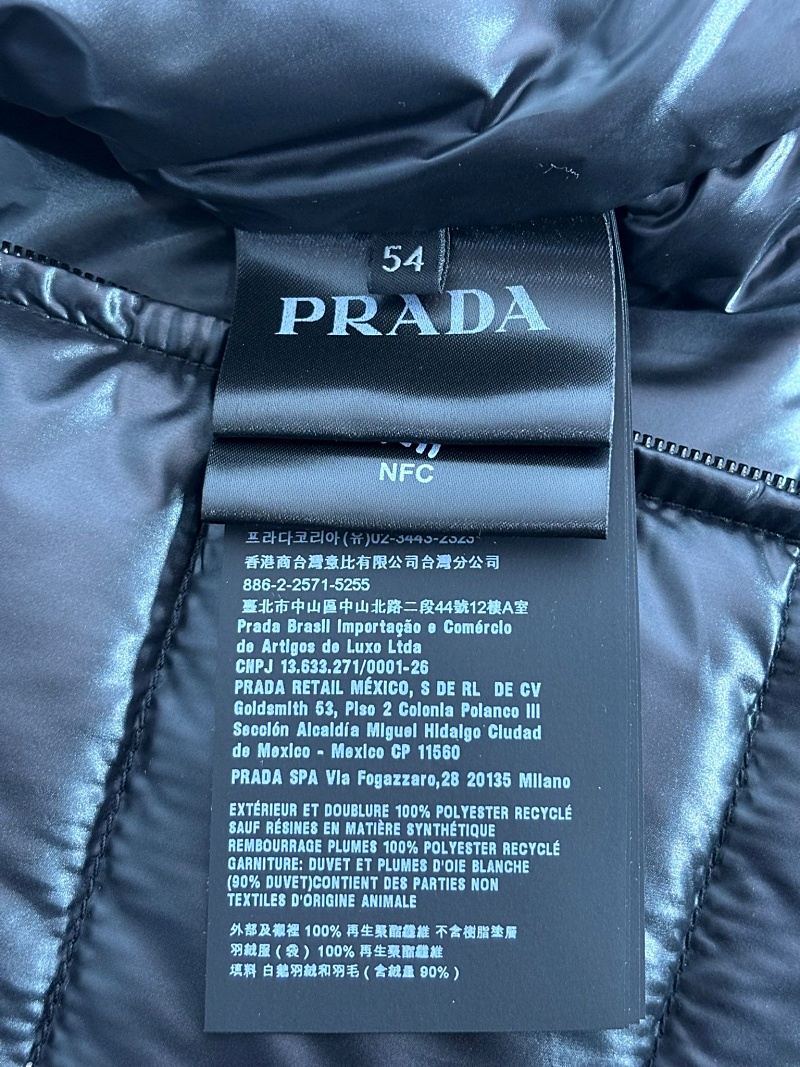 54
PRADA
NFC
프라다코리아(유)02-3443-2323
香港商台灣意比有限公司台灣分公司
886-2-2571-5255
臺北市中山區中山北路二段44號12樓A室
Prada Brasil Importação e Comércio
de Artigos de Luxo Ltda
CNPJ 13.633.271/0001-26
PRADA RETAIL MÉXICO, S DE RL DE CV
Goldsmith 53, Piso 2 Colonia Polanco III
Sección Alcaldía Miguel Hidalgo Ciudad
de Mexico - Mexico CP 11560
PRADA SPA Via Fogazzaro,28 20135 Milano
EXTÉRIEUR ET DOUBLURE 100% POLYESTER RECYCLÉ
SAUF RÉSINES EN MATIÈRE SYNTHÉTIQUE
REMBOURRAGE PLUMES 100% POLYESTER RECYCLÉ
GARNITURE: DUVET ET PLUMES D'OIE BLANCHE
(90% DUVET)CONTIENT DES PARTIES NON
TEXTILES D'ORIGINE ANIMALE
外部及襯裡 100% 再生聚酯纖維 不含樹脂塗層
羽絨服(袋) 100% 再生聚酯纖維
填料 白鵝羽絨和羽毛(含絨量 90%)